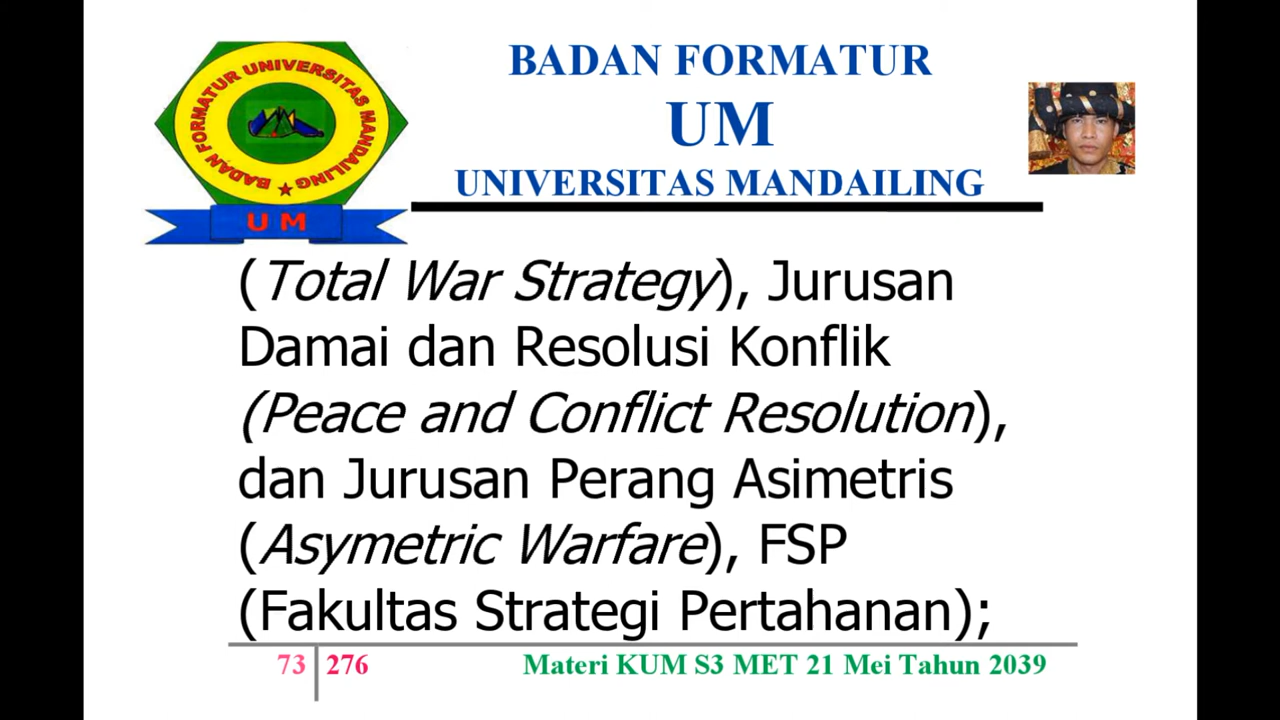 BADAN FORMATUR UNIVERSITAS MANDAILING
UM
BADAN FORMATUR
UM
UNIVERSITAS MANDAILING
(Total War Strategy), Jurusan
Damai dan Resolusi Konflik
(Peace and Conflict Resolution),
dan Jurusan Perang Asimetris
(Asymetric Warfare), FSP
(Fakultas Strategi Pertahanan);
73 276 Materi KUM S3 MET 21 Mei Tahun 2039